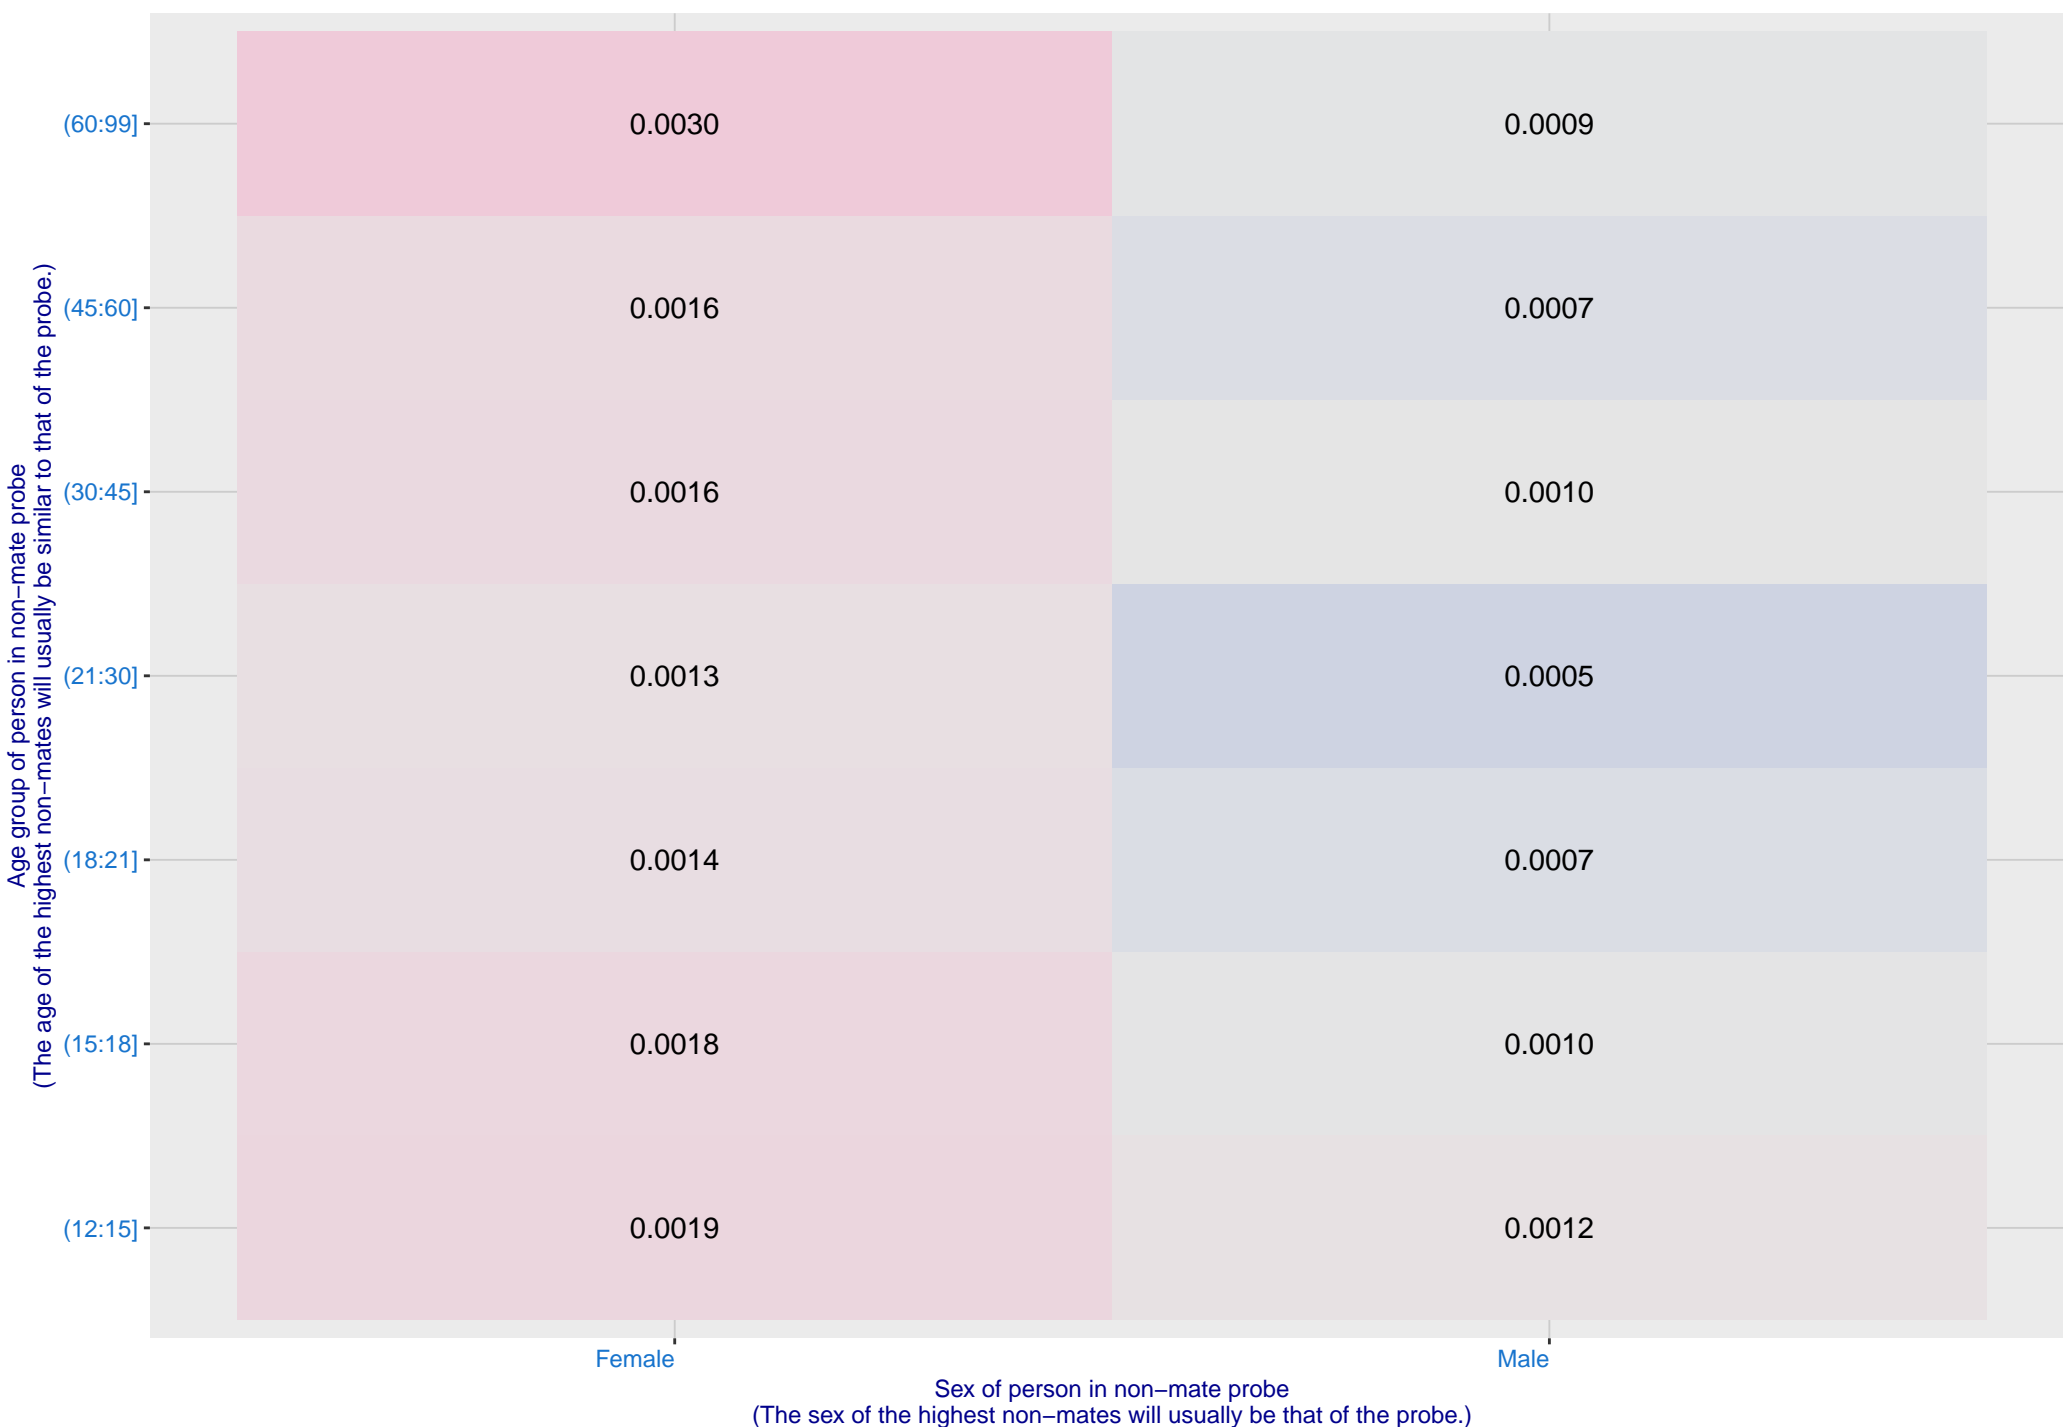 Age group of person in non−mate probe
(The age of the highest non−mates will usually be similar to that of the probe.)
(60:99] 0.0030 0.0009
(45:60] 0.0016 0.0007
(30:45] 0.0016 0.0010
(21:30] 0.0013 0.0005
(18:21] 0.0014 0.0007
(15:18] 0.0018 0.0010
(12:15] 0.0019 0.0012
Female Male
Sex of person in non−mate probe
(The sex of the highest non−mates will usually be that of the probe.)